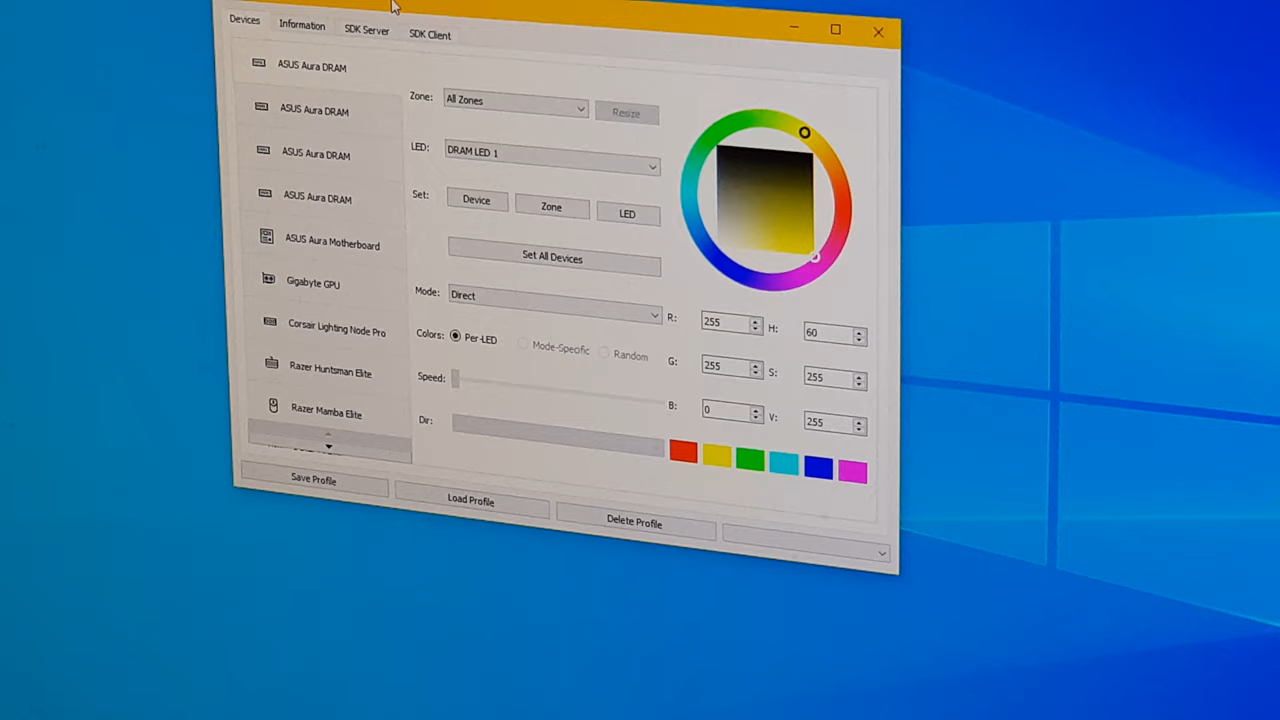 Devices Information SDK Server SDK Client
ASUS Aura DRAM
ASUS Aura DRAM
ASUS Aura DRAM
ASUS Aura DRAM
ASUS Aura Motherboard
Gigabyte GPU
Corsair Lighting Node Pro
Razer Huntsman Elite
Razer Mamba Elite
Zone: All Zones Resize
LED: DRAM LED 1
Set: Device Zone LED
Set All Devices
Mode: Direct
Colors: Per-LED Mode-Specific Random
Speed:
Dir:
R: 255 H: 60
G: 255 S: 255
B: 0 V: 255
Save Profile Load Profile Delete Profile